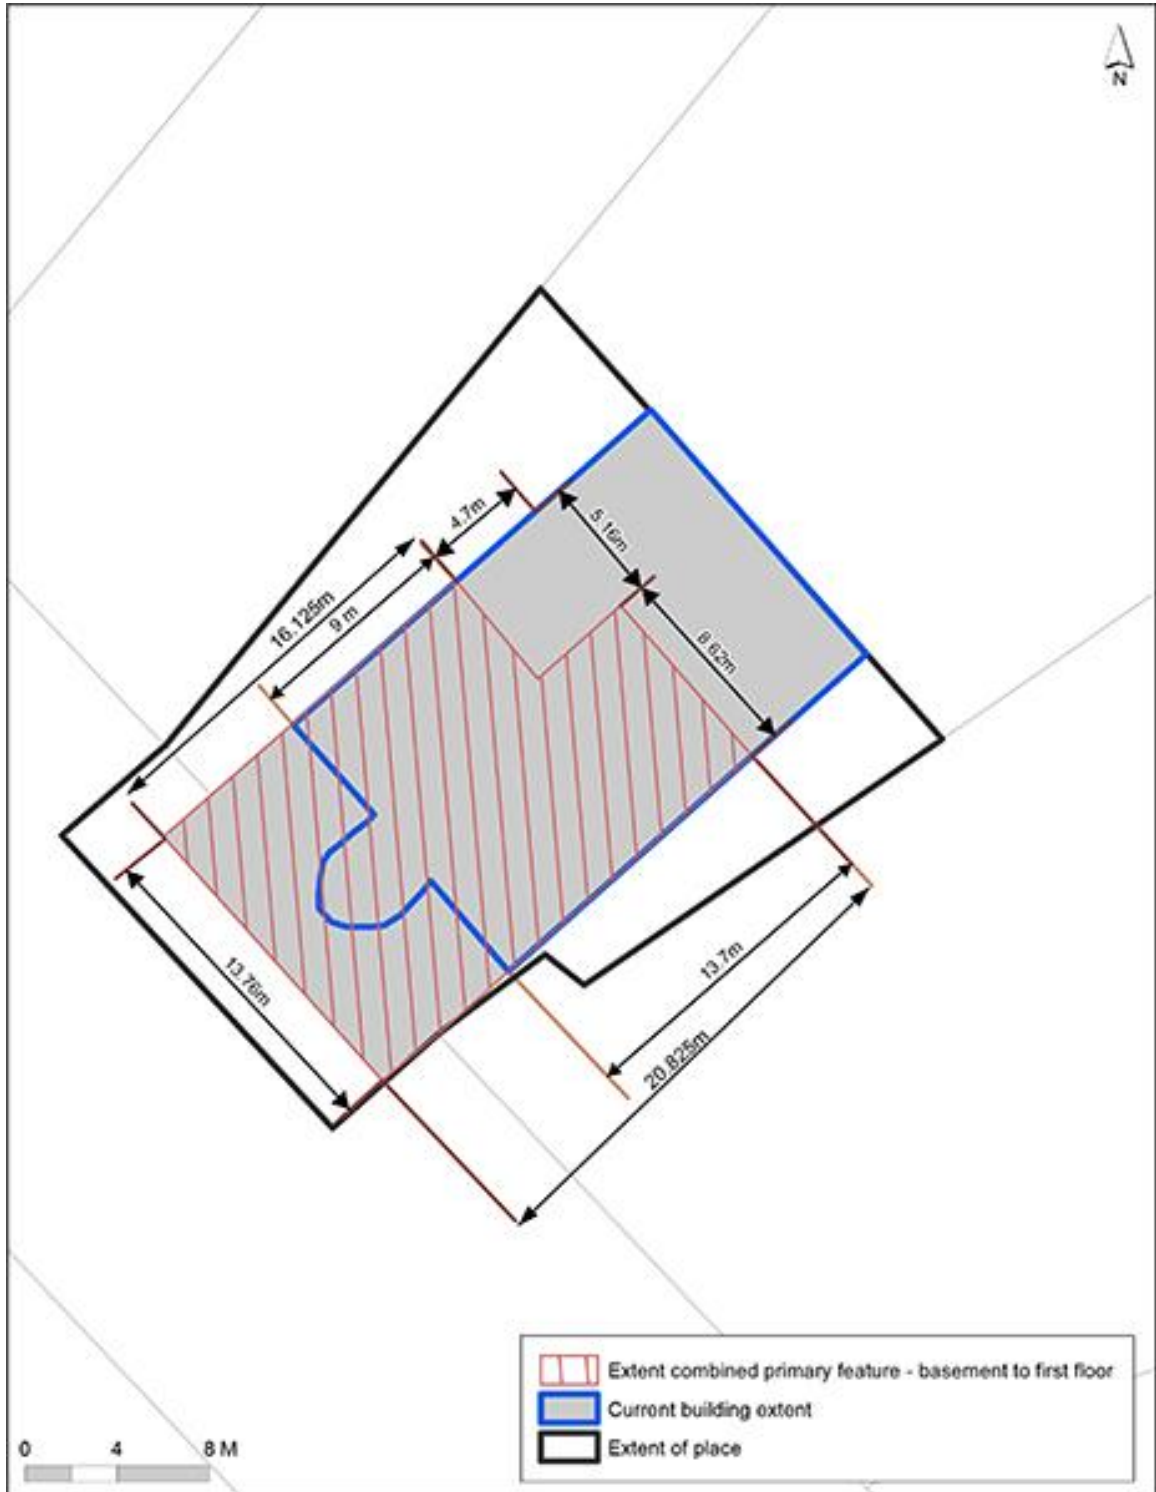 N
4.7m
5.16m
16.125m
9 m
8.62m
13.76m
13.7m
20.825m
Extent combined primary feature - basement to first floor
Current building extent
Extent of place
0 4 8 M